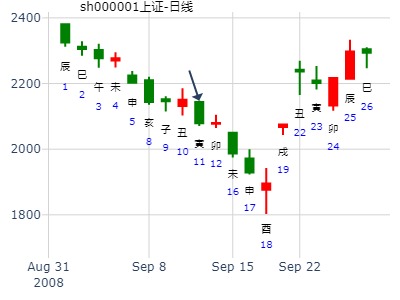 sh000001上证-日线
2400
2200
2000
1800
辰
1
巳
2
午
3
未
4
申
5
亥
8
子
9
丑
10
寅
11
卯
12
未
16
申
17
酉
18
戌
19
丑
22
寅
23
卯
24
辰
25
巳
26
Aug 31
2008
Sep 8
Sep 15
Sep 22